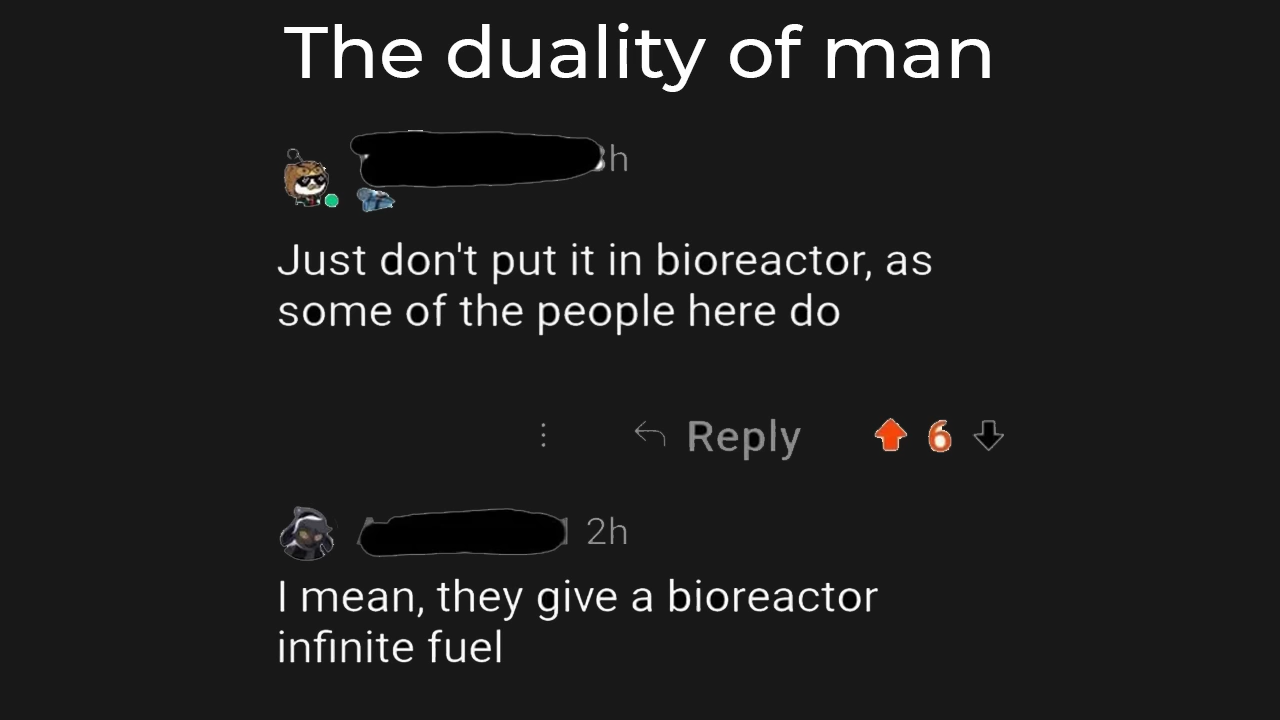 The duality of man
h
Just don't put it in bioreactor, as
some of the people here do
Reply 6
2h
I mean, they give a bioreactor
infinite fuel